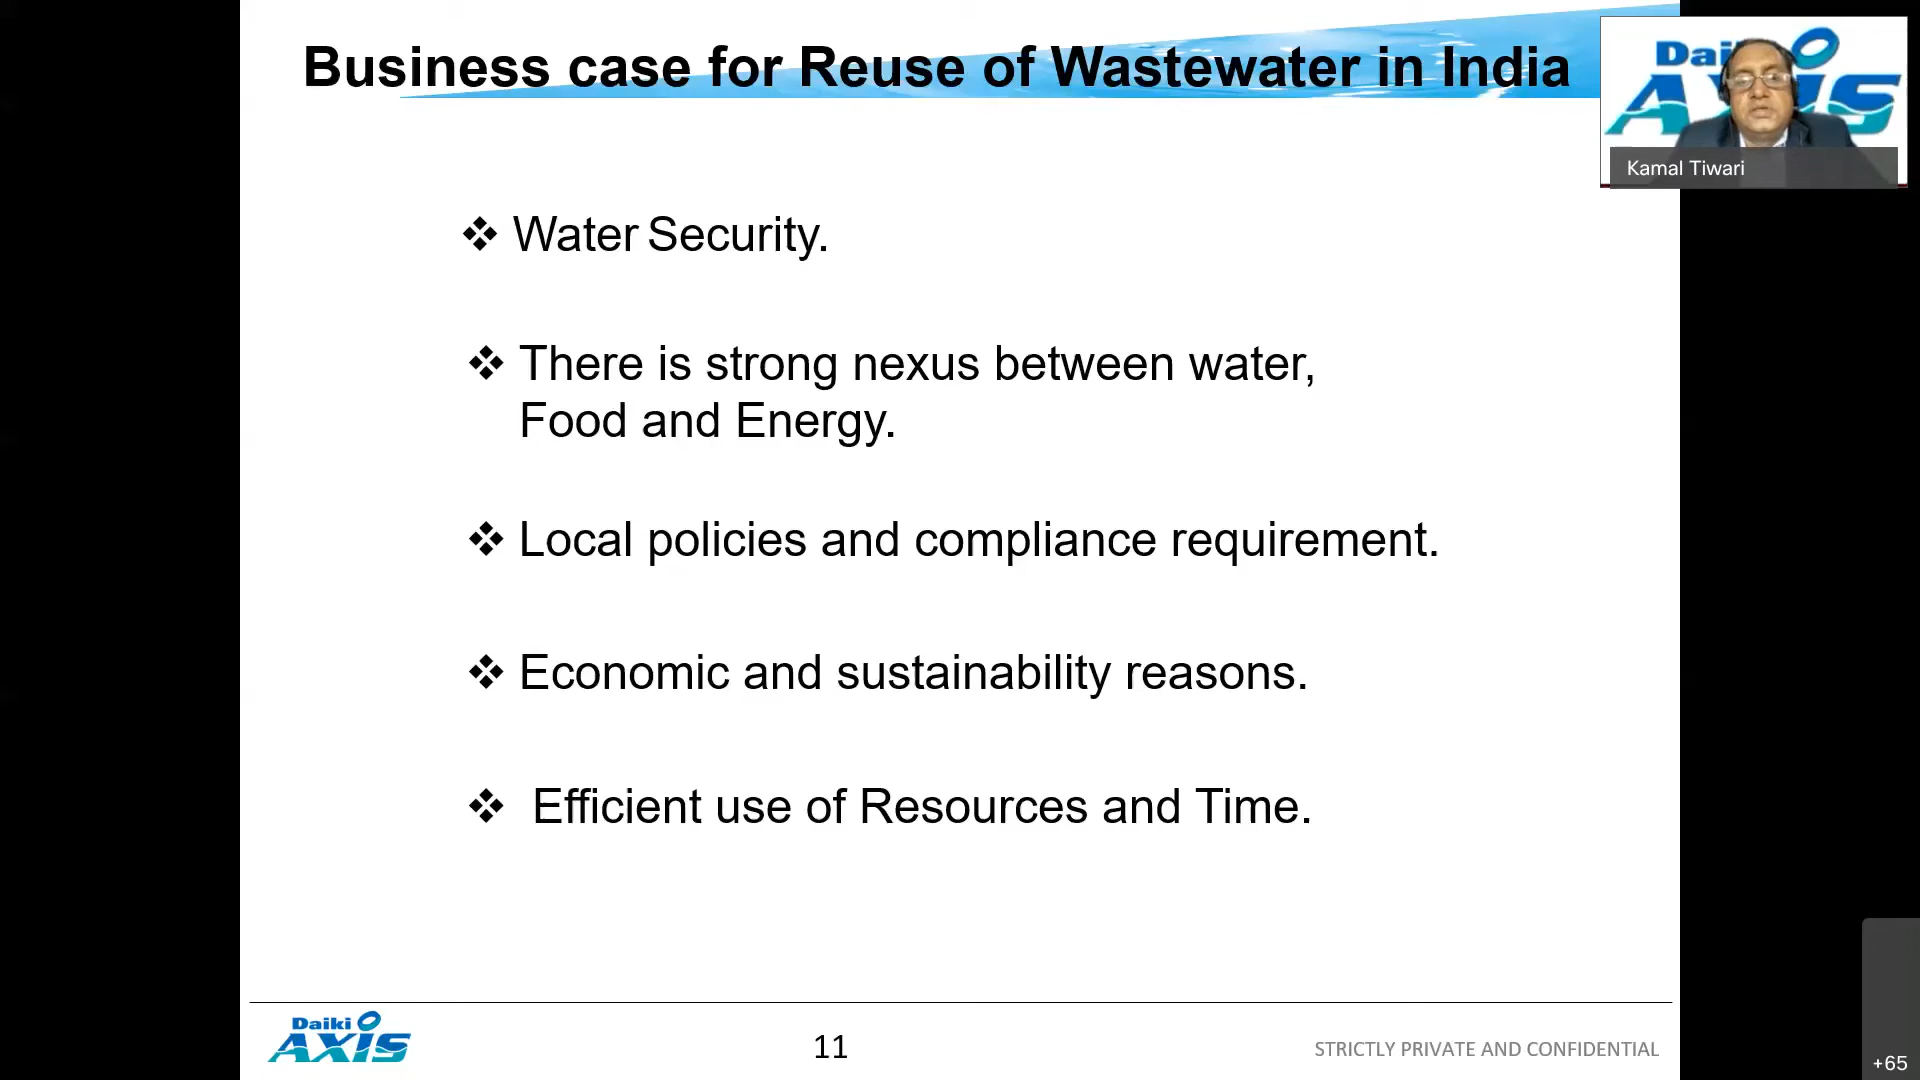 Business case for Reuse of Wastewater in India
Daiki
AXIS
Kamal Tiwari
❖ Water Security.
❖ There is strong nexus between water,
Food and Energy.
❖ Local policies and compliance requirement.
❖ Economic and sustainability reasons.
❖ Efficient use of Resources and Time.
Daiki
AXIS
11
STRICTLY PRIVATE AND CONFIDENTIAL
+65